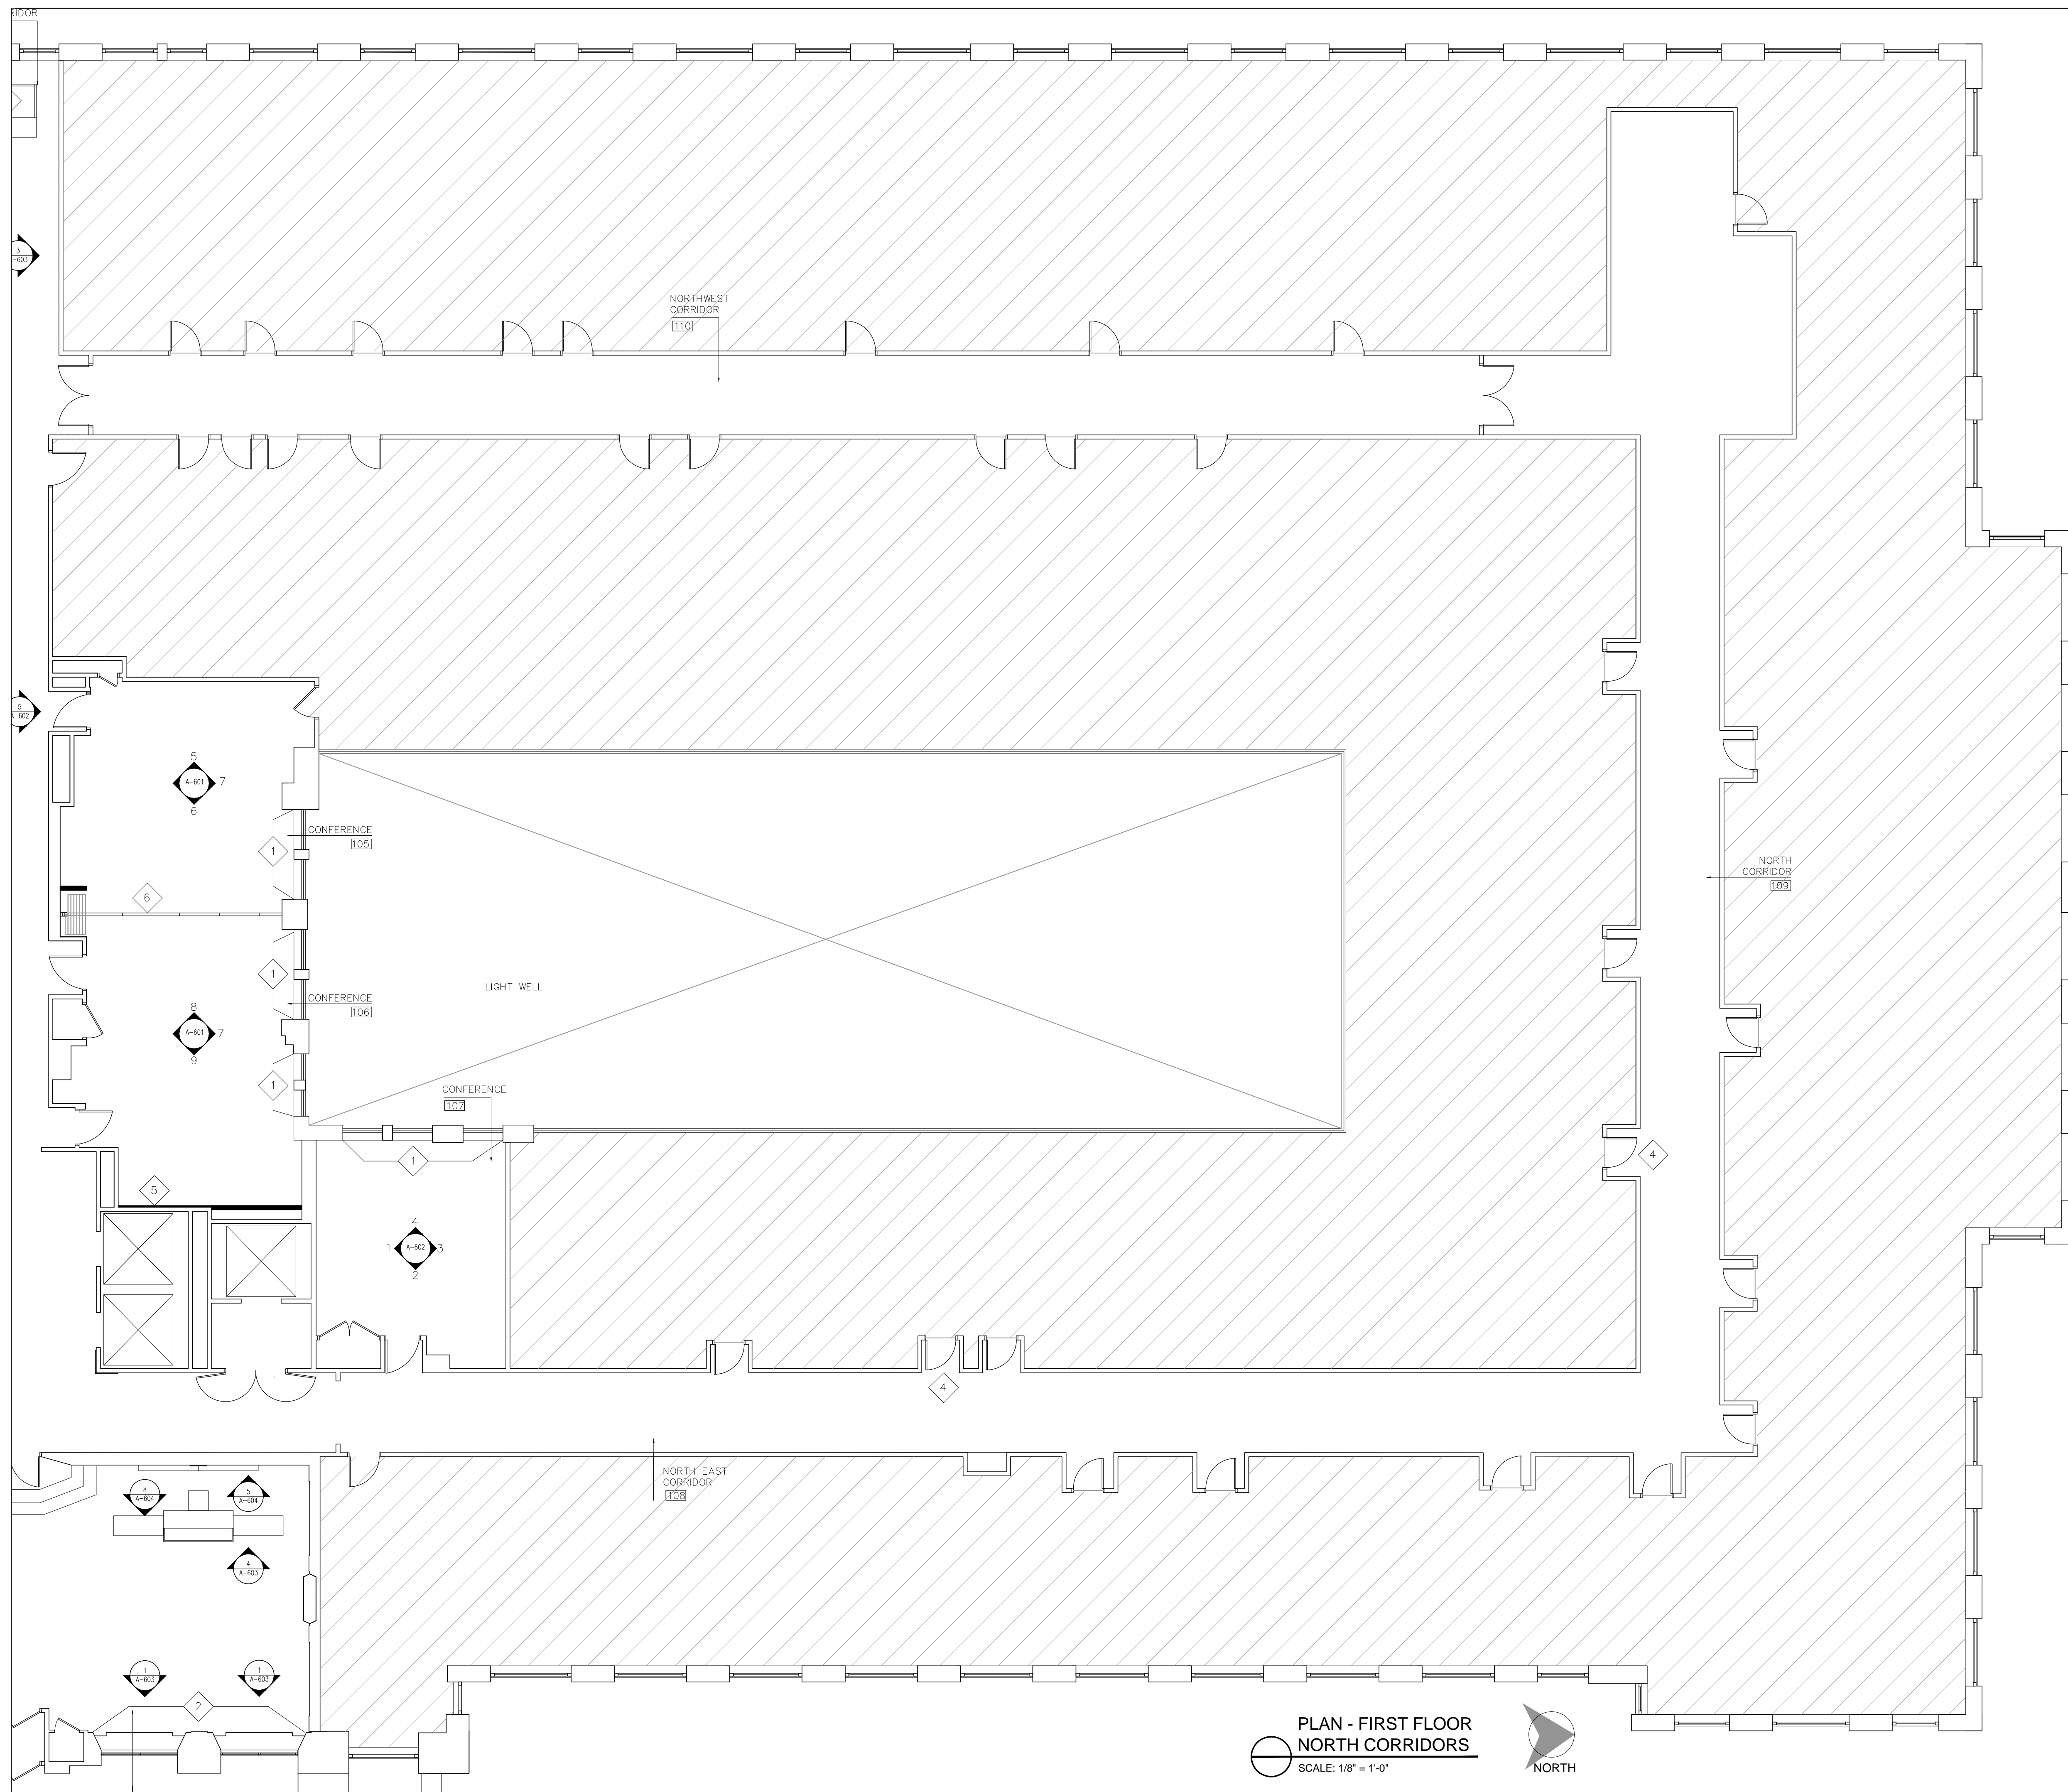 3
5
A-602
NORTHWEST
CORRIDOR
110
5
A-601
7
6
CONFERENCE
105
1
6
NORTH
CORRIDOR
109
1
LIGHT WELL
CONFERENCE
106
8
A-601
7
9
1
CONFERENCE
107
1
4
5
4
1
A-602
3
2
4
NORTH EAST
CORRIDOR
108
8
A-604
5
A-604
4
A-603
1
A-603
1
A-603
2
PLAN - FIRST FLOOR
NORTH CORRIDORS
SCALE: 1/8" = 1'-0"
NORTH